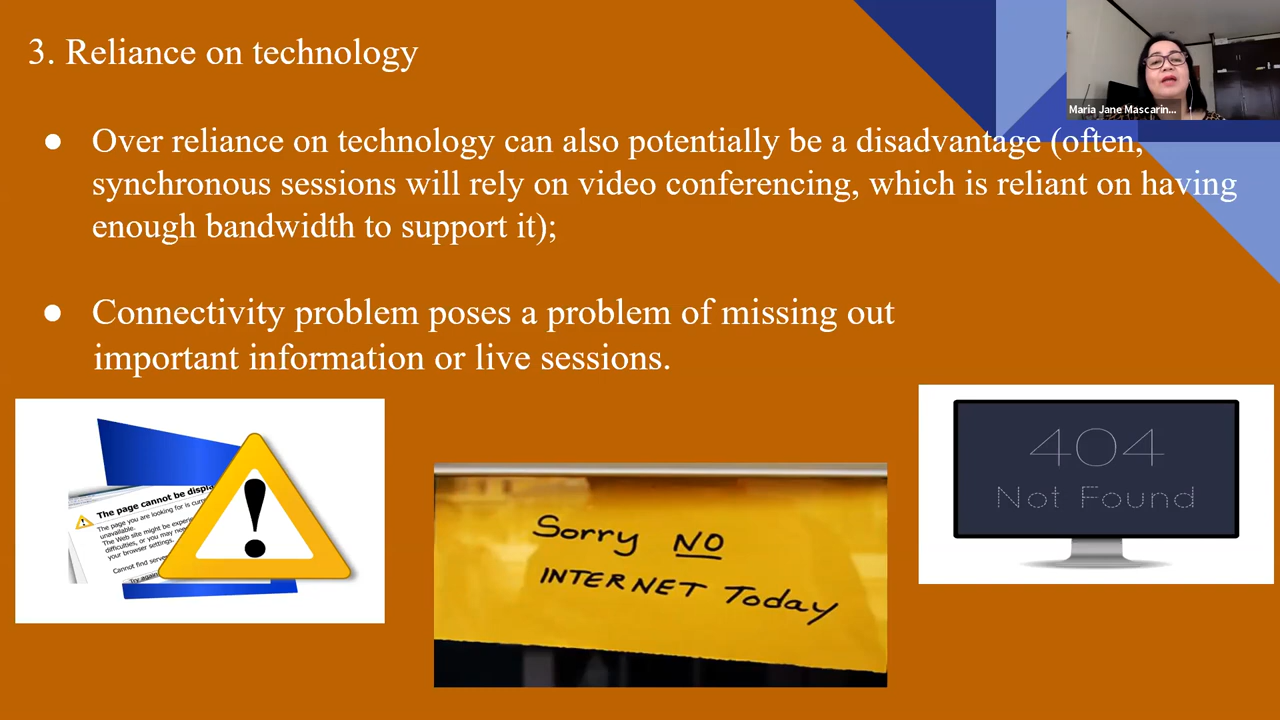 3. Reliance on technology
Maria Jane Mascarin...
● Over reliance on technology can also potentially be a disadvantage (often,
synchronous sessions will rely on video conferencing, which is reliant on having
enough bandwidth to support it);
● Connectivity problem poses a problem of missing out
important information or live sessions.
The page cannot be displ
The page you are looking for is curr
unavailable.
The Web site might be experie
difficulties, or you may nee
your browser settings.
Cannot find serve
Try again
Sorry NO
INTERNET Today
404
Not Found